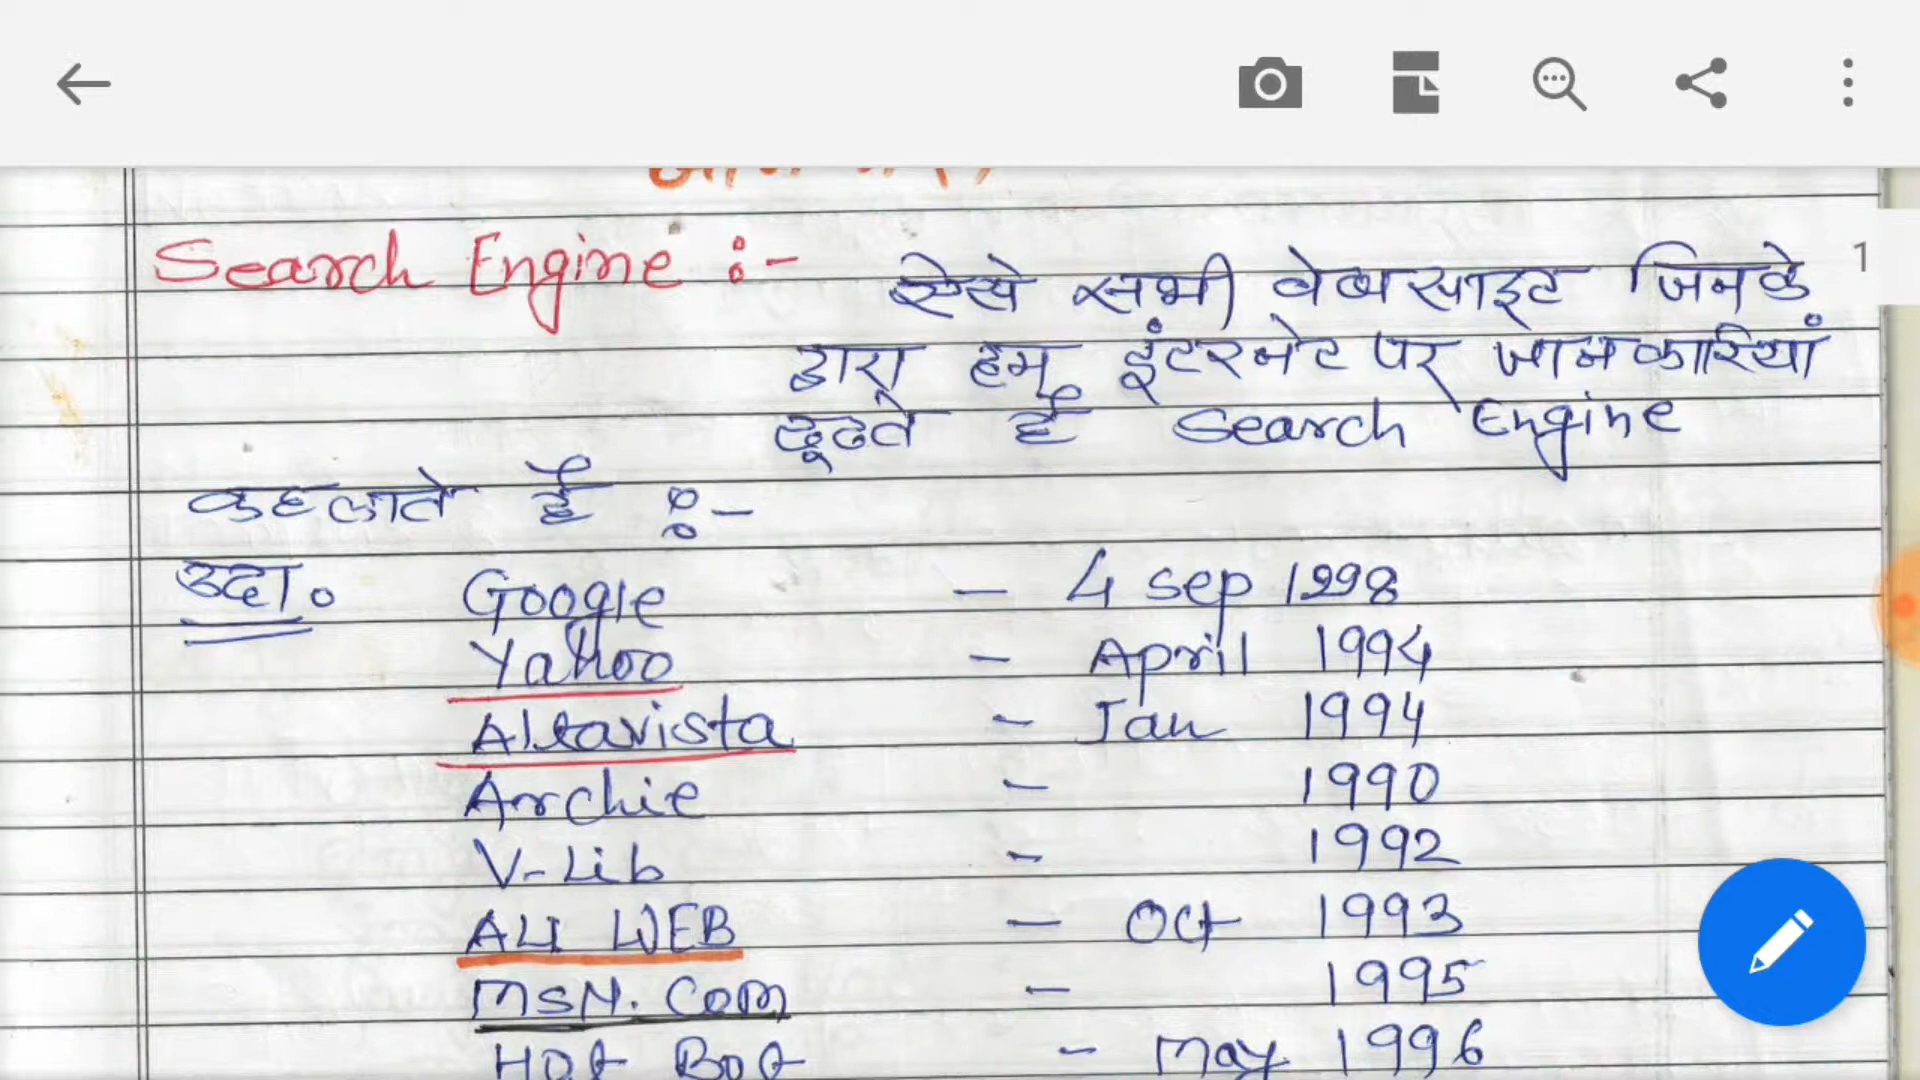 1
Search Engine :- ऐसे सभी वेबसाइट जिनके
द्वारा हम इंटरनेट पर जानकारियां
ढूढते है Search Engine
कहलाते है :-
उदा० Google - 4 sep 1998
Yahoo - April 1994
Altavista - Jan 1994
Archie - 1990
V-Lib - 1992
ALI WEB - Oct 1993
MSN. Com - 1995
Hot Bot - May 1996